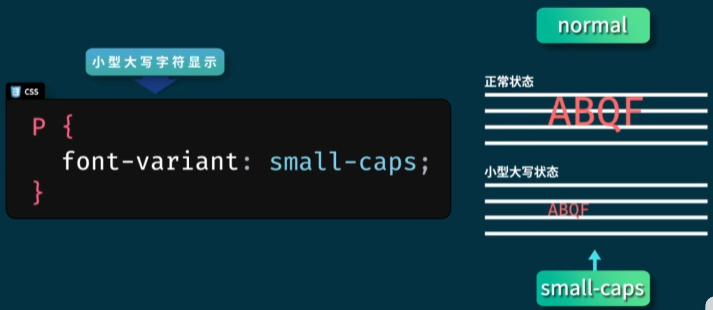 小型大写字符显示
CSS
P {
font-variant: small-caps;
}
normal
正常状态
ABQF
小型大写状态
ABQF
small-caps